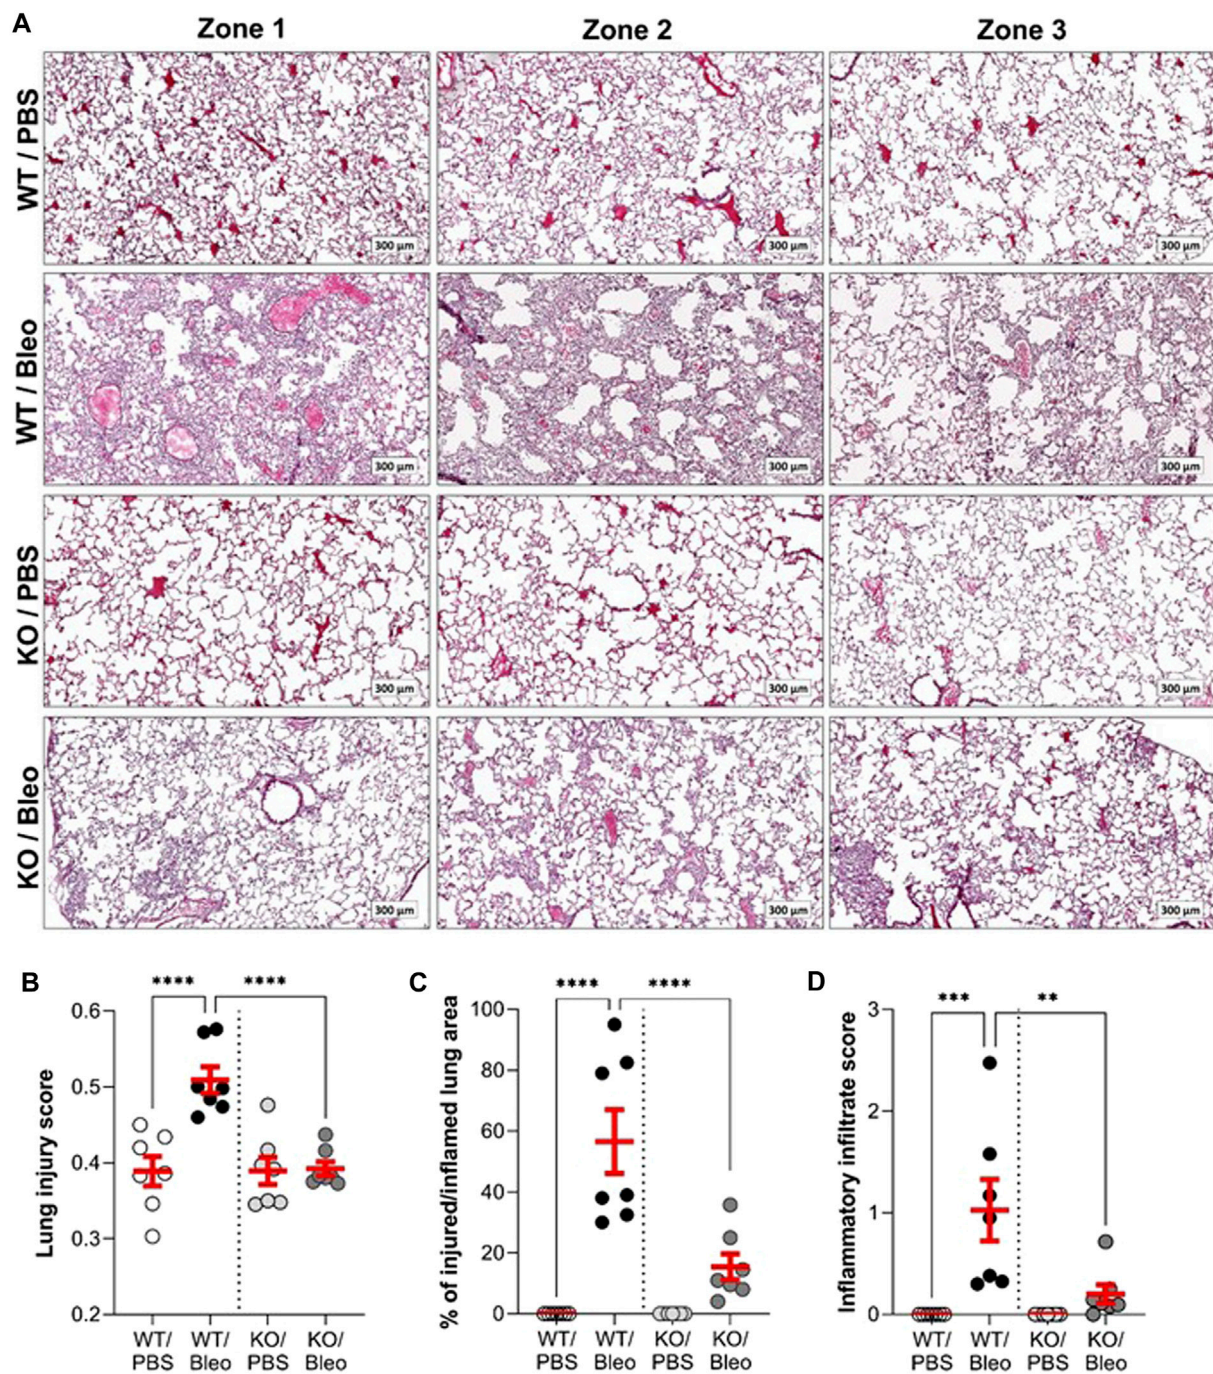 A
Zone 1
Zone 2
Zone 3
WT / PBS
300 µm
300 µm
300 µm
WT / Bleo
300 µm
300 µm
300 µm
KO / PBS
300 µm
300 µm
300 µm
KO / Bleo
300 µm
300 µm
300 µm
B
Lung injury score
0.6
0.5
0.4
0.3
0.2
****
****
WT/
PBS
WT/
Bleo
KO/
PBS
KO/
Bleo
C
% of injured/inflamed lung area
100
80
60
40
20
0
****
****
WT/
PBS
WT/
Bleo
KO/
PBS
KO/
Bleo
D
Inflammatory infiltrate score
3
2
1
0
***
**
WT/
PBS
WT/
Bleo
KO/
PBS
KO/
Bleo